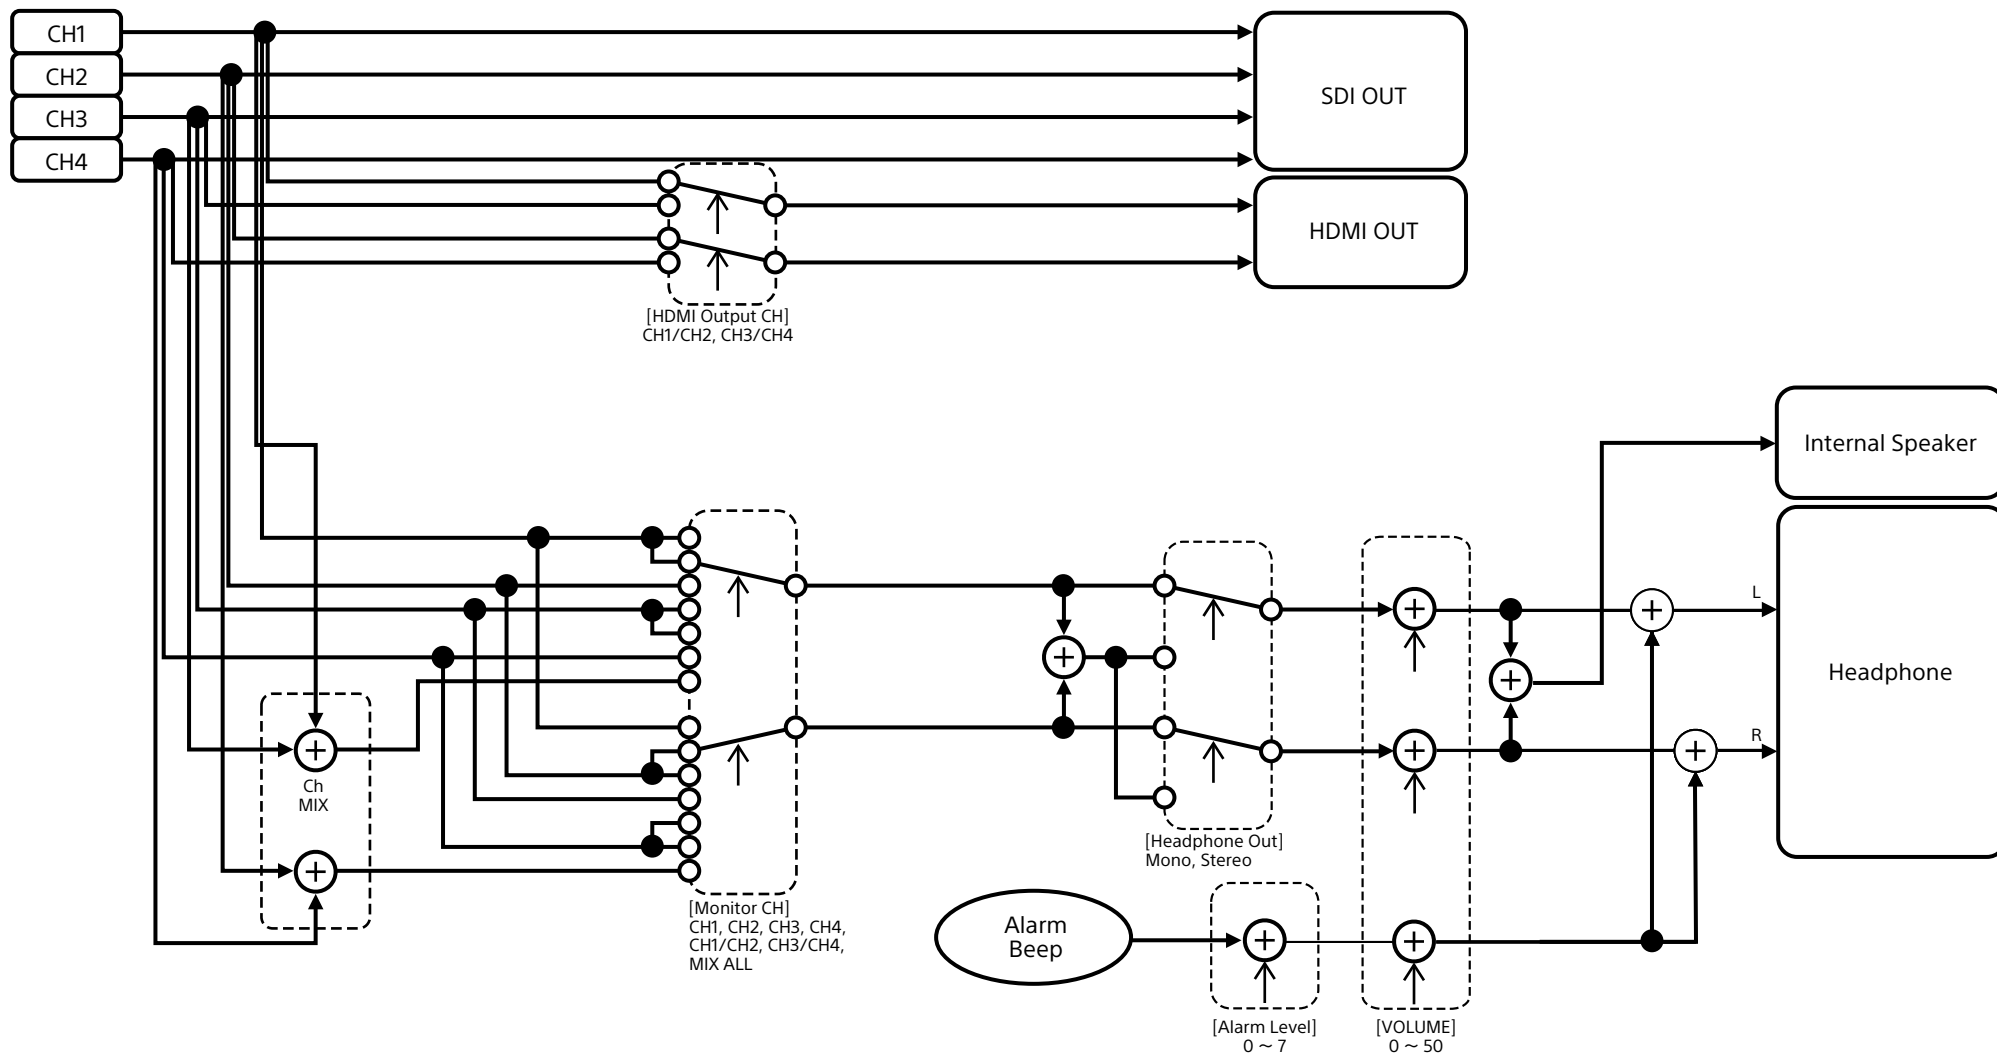 CH1
CH2
CH3
CH4
SDI OUT
HDMI OUT
[HDMI Output CH]
CH1/CH2, CH3/CH4
Internal Speaker
L
Headphone
R
Ch
MIX
[Headphone Out]
Mono, Stereo
[Monitor CH]
CH1, CH2, CH3, CH4,
CH1/CH2, CH3/CH4,
MIX ALL
Alarm
Beep
[Alarm Level]
0 ~ 7
[VOLUME]
0 ~ 50